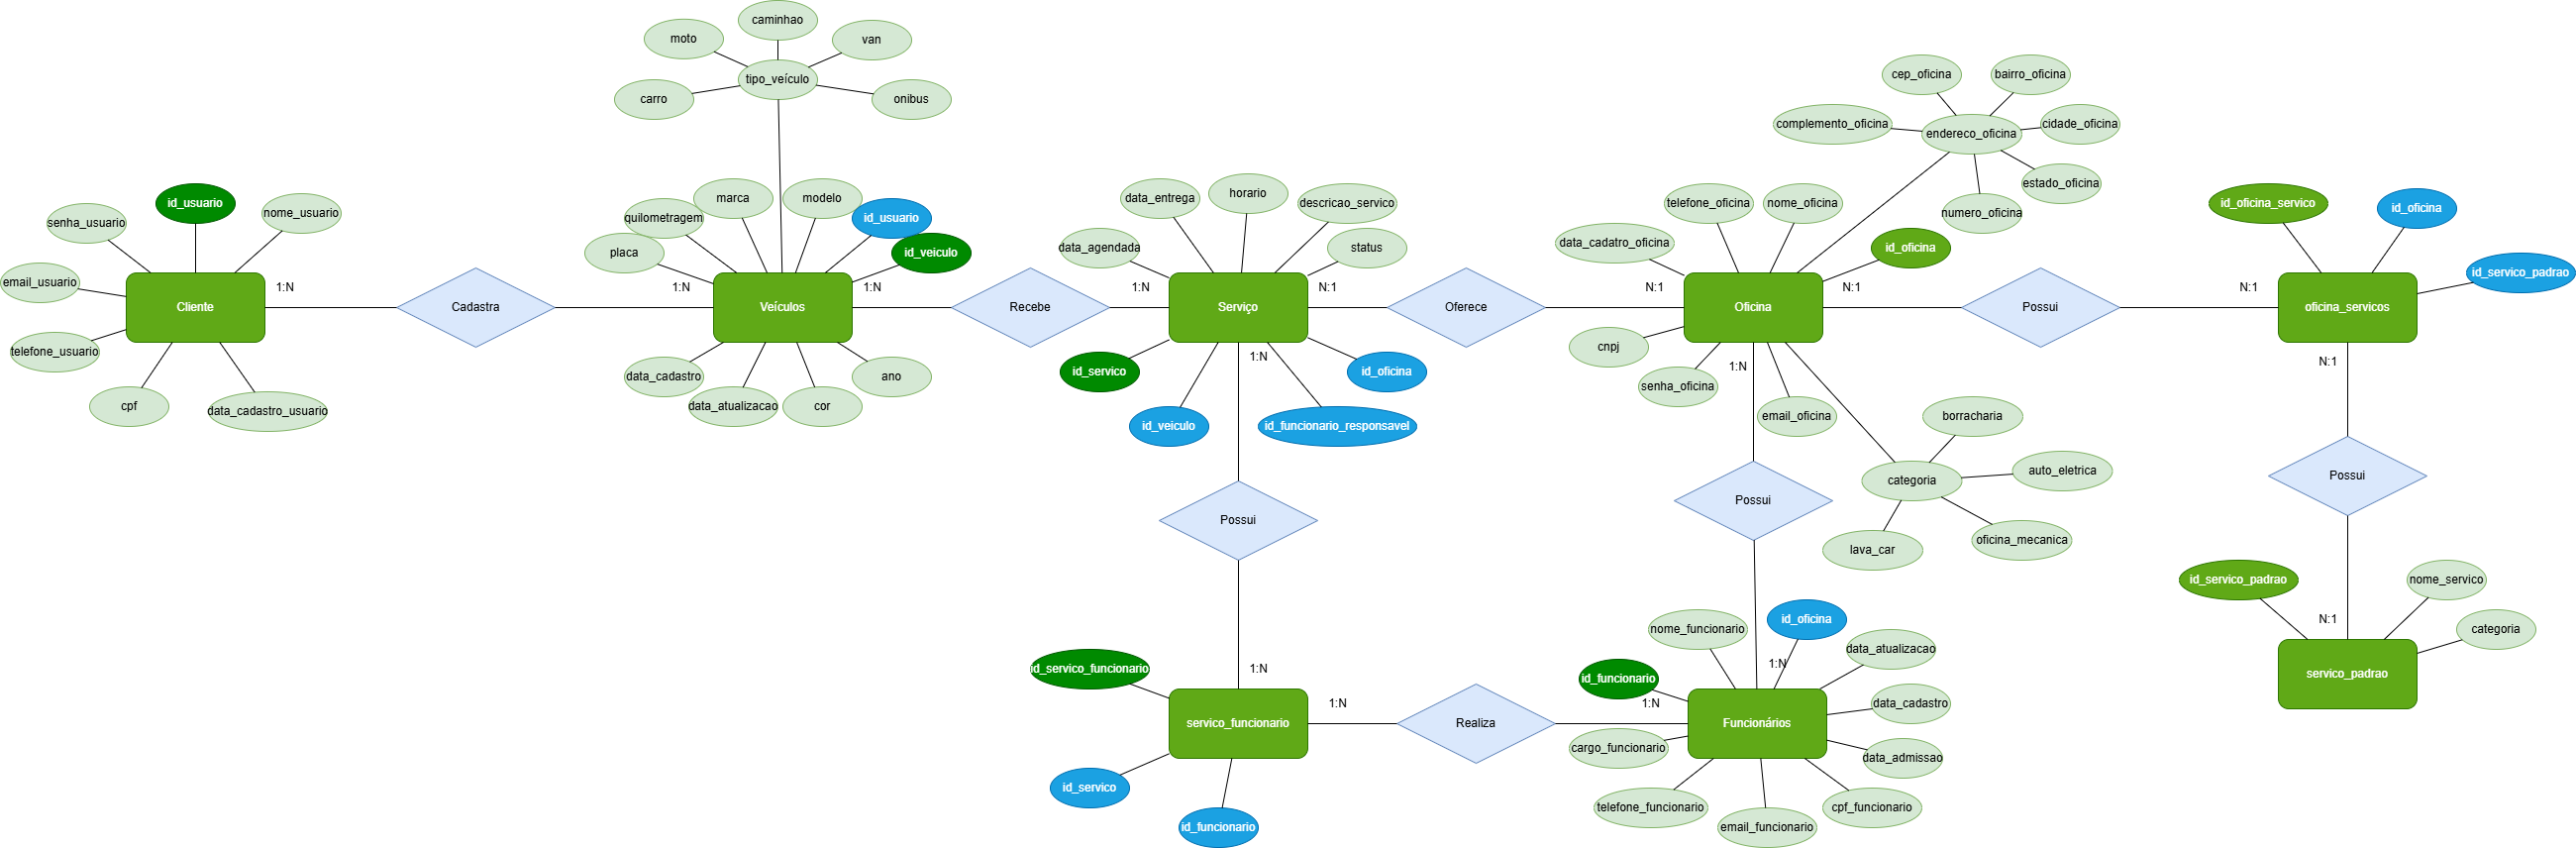 caminhao
moto
van
tipo_veículo
carro
onibus
id_usuario
senha_usuario
nome_usuario
email_usuario
1:N
Cliente
Cadastra
telefone_usuario
cpf
data_cadastro_usuario
marca
modelo
quilometragem
id_usuario
placa
id_veiculo
1:N
1:N
Veículos
Recebe
data_cadastro
ano
data_atualizacao
cor
data_entrega
horario
descricao_servico
data_agendada
status
1:N
N:1
Serviço
Oferece
id_servico
1:N
id_oficina
id_veiculo
id_funcionario_responsavel
cep_oficina
bairro_oficina
complemento_oficina
endereco_oficina
cidade_oficina
estado_oficina
numero_oficina
telefone_oficina
nome_oficina
data_cadatro_oficina
id_oficina
N:1
N:1
Oficina
Possui
cnpj
1:N
senha_oficina
email_oficina
borracharia
auto_eletrica
categoria
oficina_mecanica
lava_car
id_oficina_servico
id_oficina
id_servico_padrao
N:1
oficina_servicos
N:1
Possui
id_servico_padrao
nome_servico
N:1
categoria
servico_padrao
Possui
Possui
id_servico_funcionario
1:N
1:N
servico_funcionario
Realiza
id_servico
id_funcionario
nome_funcionario
id_oficina
data_atualizacao
1:N
id_funcionario
1:N
data_cadastro
Funcionários
cargo_funcionario
data_admissao
telefone_funcionario
cpf_funcionario
email_funcionario